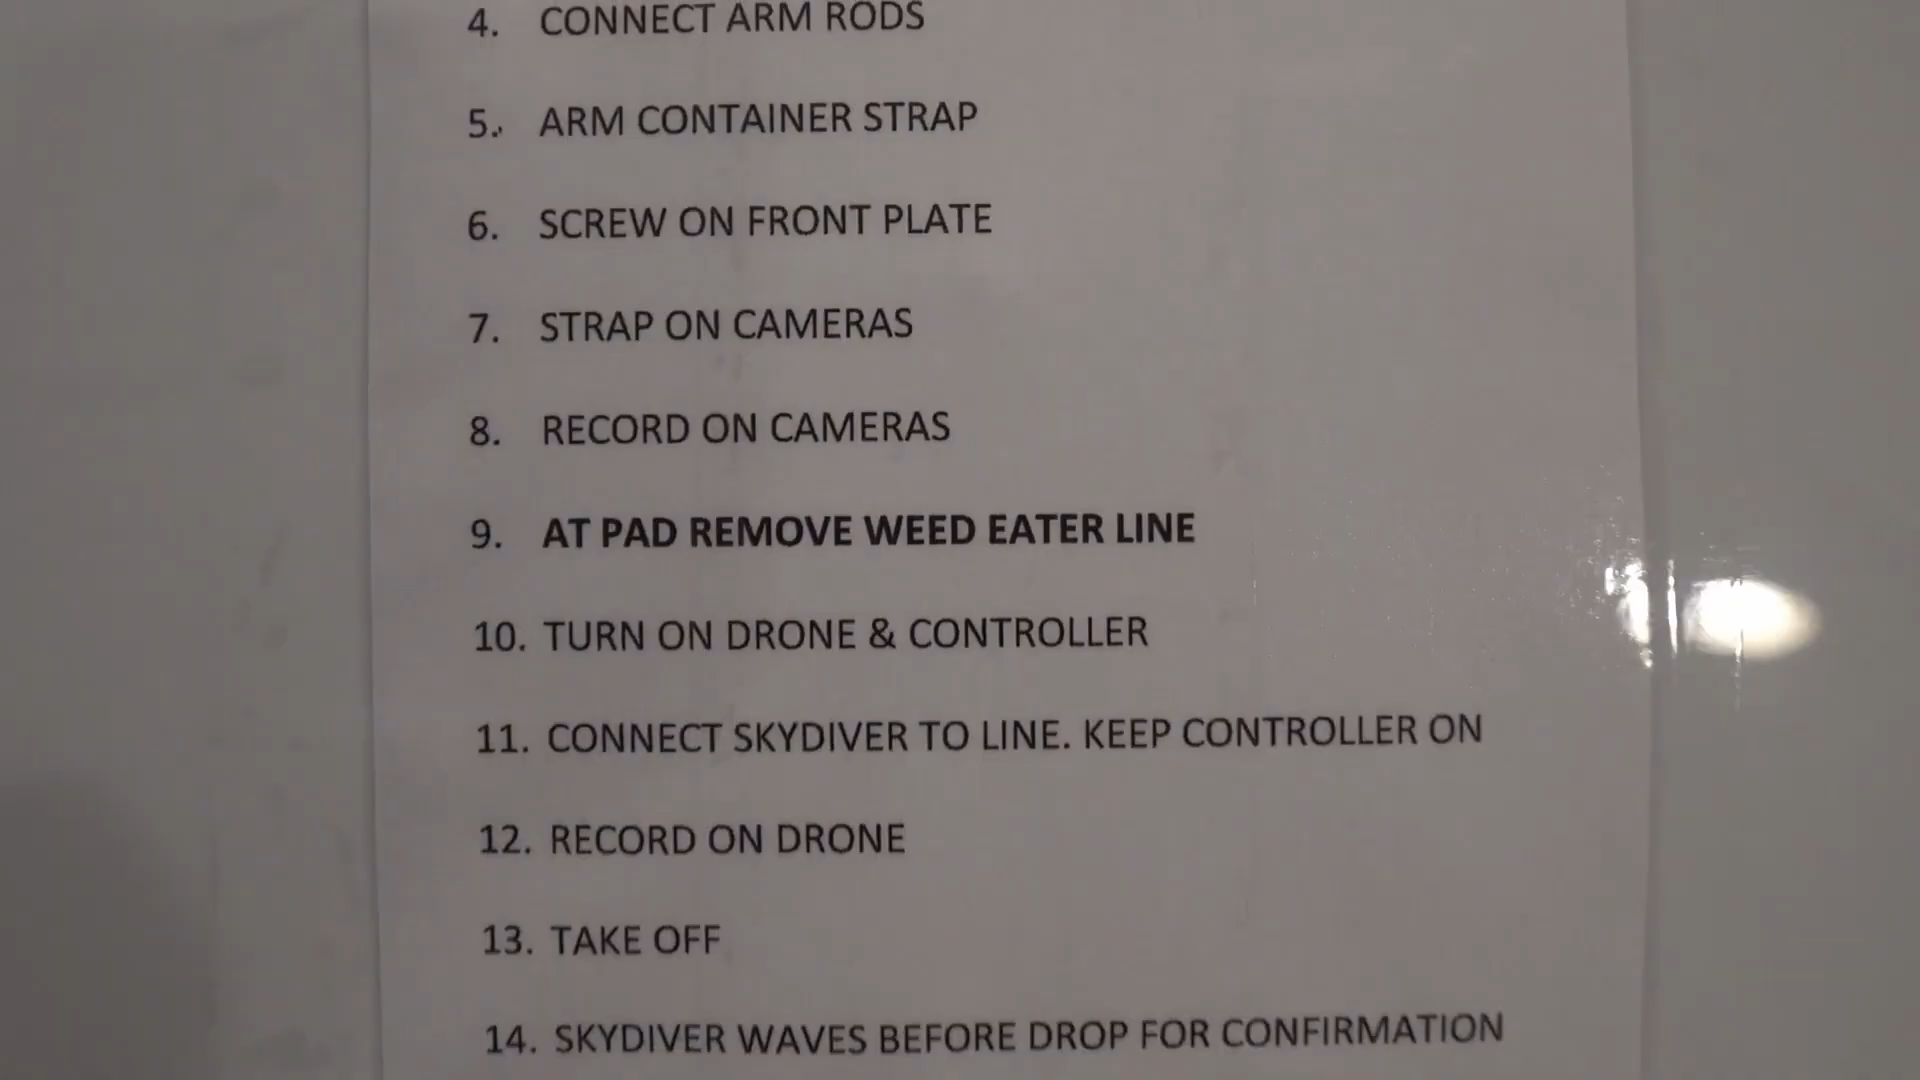 4. CONNECT ARM RODS
5. ARM CONTAINER STRAP
6. SCREW ON FRONT PLATE
7. STRAP ON CAMERAS
8. RECORD ON CAMERAS
9. AT PAD REMOVE WEED EATER LINE
10. TURN ON DRONE & CONTROLLER
11. CONNECT SKYDIVER TO LINE. KEEP CONTROLLER ON
12. RECORD ON DRONE
13. TAKE OFF
14. SKYDIVER WAVES BEFORE DROP FOR CONFIRMATION